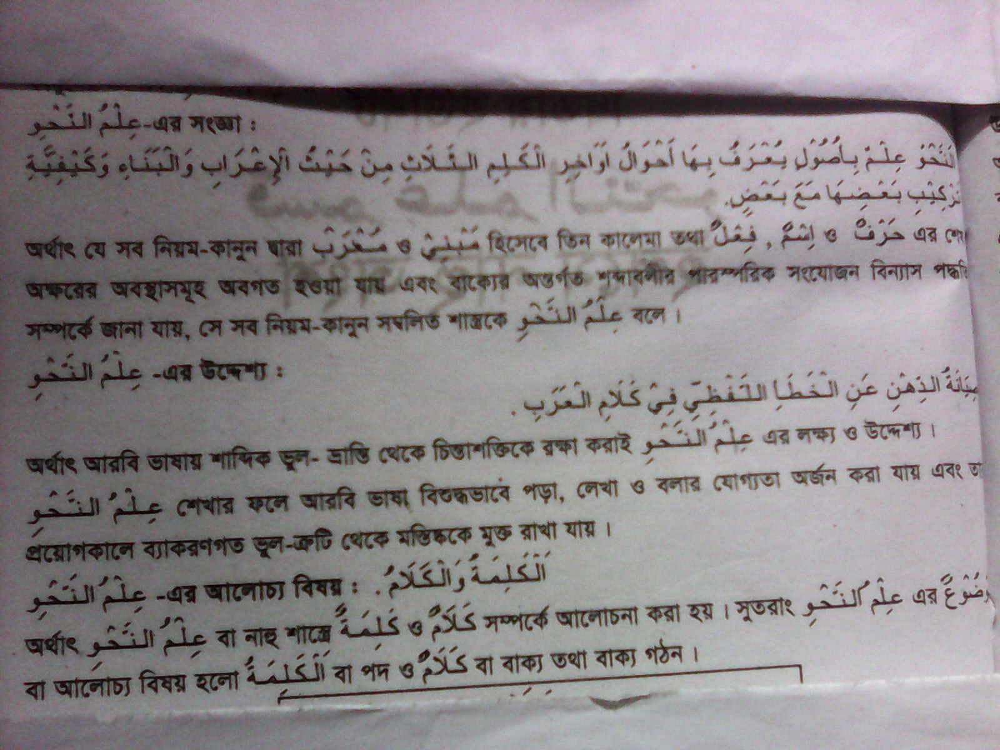 عِلْمُ النَّحْوِ-এর সংজ্ঞা :
اَلنَّحْوُ عِلْمٌ بِأُصُوْلٍ يُعْرَفُ بِهَا اَحْوَالُ اَوَاخِرِ الْكَلِمِ الثَّلَاثِ مِنْ حَيْثُ الْإِعْرَابِ وَالْبَنَاءِ وَكَيْفِيَّةِ
تَرْكِيْبِ بَعْضِهَا مَعَ بَعْضٍ.
অর্থাৎ যে সব নিয়ম-কানুন দ্বারা مُعْرَبٌ ও مَبْنِيٌّ হিসেবে তিন কালেমা তথা فِعْلٌ , اِسْمٌ ও حَرْفٌ এর শেষ
অক্ষরের অবস্থাসমূহ অবগত হওয়া যায় এবং বাক্যের অন্তর্গত শব্দাবলীর পারস্পরিক সংযোজন বিন্যাস পদ্ধতি
সম্পর্কে জানা যায়, সে সব নিয়ম-কানুন সম্বলিত শাস্ত্রকে عِلْمُ النَّحْوِ বলে ।
عِلْمُ النَّحْوِ -এর উদ্দেশ্য :
صِيَانَةُ الذِهْنِ عَنِ الْخَطَأِ اللَّفْظِيِّ فِيْ كَلَامِ الْعَرَبِ .
অর্থাৎ আরবি ভাষায় শাব্দিক ভুল- ভ্রান্তি থেকে চিন্তাশক্তিকে রক্ষা করাই عِلْمُ النَّحْوِ এর লক্ষ্য ও উদ্দেশ্য ।
عِلْمُ النَّحْوِ শেখার ফলে আরবি ভাষা বিশুদ্ধভাবে পড়া, লেখা ও বলার যোগ্যতা অর্জন করা যায় এবং তা
প্রয়োগকালে ব্যাকরণগত ভুল-ত্রুটি থেকে মস্তিষ্ককে মুক্ত রাখা যায় ।
عِلْمُ النَّحْوِ -এর আলোচ্য বিষয় : اَلْكَلِمَةُ وَالْكَلَامُ .
অর্থাৎ عِلْمُ النَّحْوِ বা নাহু শাস্ত্রে كَلِمَةٌ ও كَلَامٌ সম্পর্কে আলোচনা করা হয় । সুতরাং عِلْمُ النَّحْوِ এর مَوْضُوْعٌ
বা আলোচ্য বিষয় হলো اَلْكَلِمَةُ বা পদ ও كَلَامٌ বা বাক্য তথা বাক্য গঠন ।